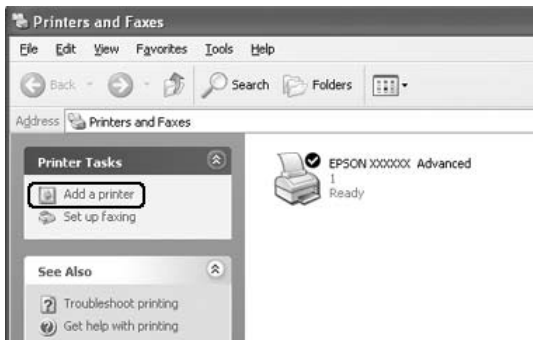 Printers and Faxes
File Edit View Favorites Tools Help
Back Search Folders
Address Printers and Faxes
Printer Tasks
Add a printer
Set up faxing
See Also
Troubleshoot printing
Get help with printing
EPSON XXXXXX Advanced
1
Ready